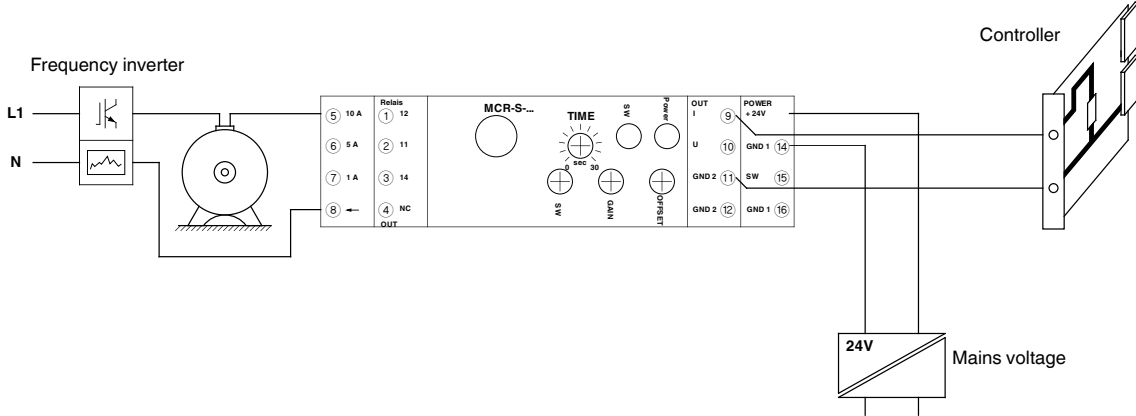 Controller
Frequency inverter
L1
N
5 10 A
6 5 A
7 1 A
8
Relais
1 12
2 11
3 14
4 NC
OUT
MCR-S-...
TIME
sec
0 30
SW
Power
SW
GAIN
OFFSET
OUT
I 9
U 10
GND 2 11
GND 2 12
POWER
+ 24V
GND 1 14
SW 15
GND 1 16
24V
Mains voltage